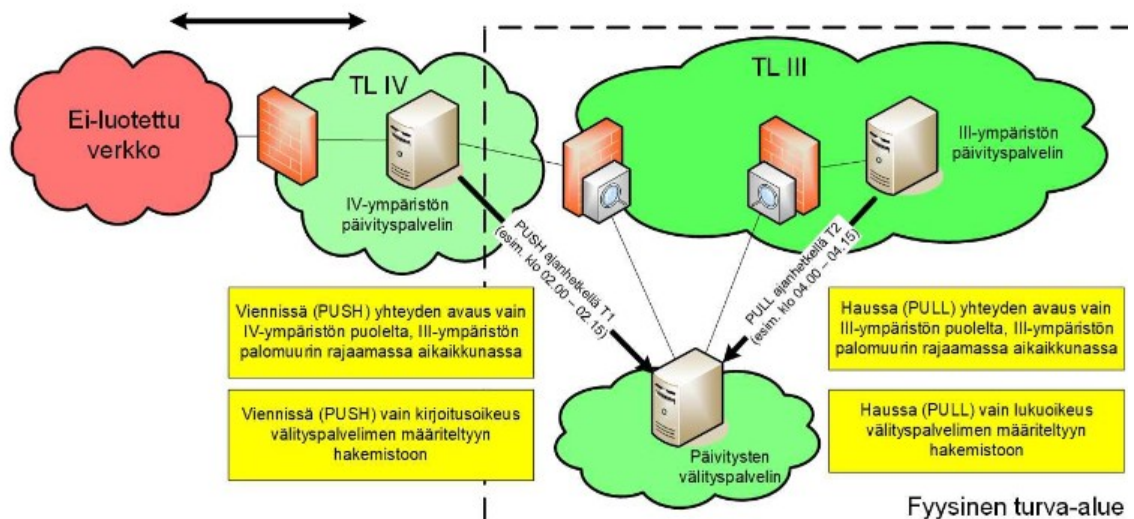 Ei-luotettu
verkko
TL IV
IV-ympäristön
päivityspalvelin
TL III
III-ympäristön
päivityspalvelin
PUSH ajanhetkellä T1
(esim. klo 02.00 – 02.15)
PULL ajanhetkellä T2
(esim. klo 04.00 – 04.15)
Viennissä (PUSH) yhteyden avaus vain
IV-ympäristön puolelta, III-ympäristön
palomuurin rajaamassa aikaikkunassa
Viennissä (PUSH) vain kirjoitusoikeus
välityspalvelimen määriteltyyn
hakemistoon
Haussa (PULL) yhteyden avaus vain
III-ympäristön puolelta, III-ympäristön
palomuurin rajaamassa aikaikkunassa
Haussa (PULL) vain lukuoikeus
välityspalvelimen määriteltyyn
hakemistoon
Päivitysten
välityspalvelin
Fyysinen turva-alue